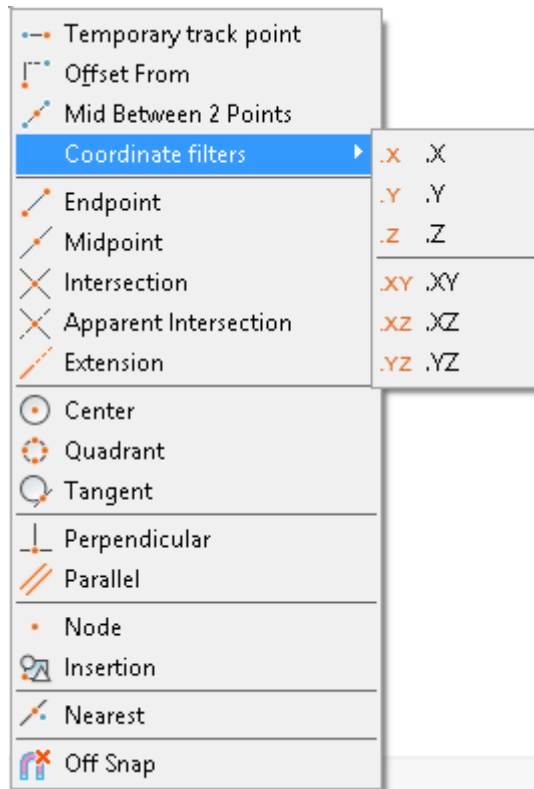 Temporary track point
Offset From
Mid Between 2 Points
Coordinate filters
.X .X
.Y .Y
.Z .Z
.XY .XY
.XZ .XZ
.YZ .YZ
Endpoint
Midpoint
Intersection
Apparent Intersection
Extension
Center
Quadrant
Tangent
Perpendicular
Parallel
Node
Insertion
Nearest
Off Snap